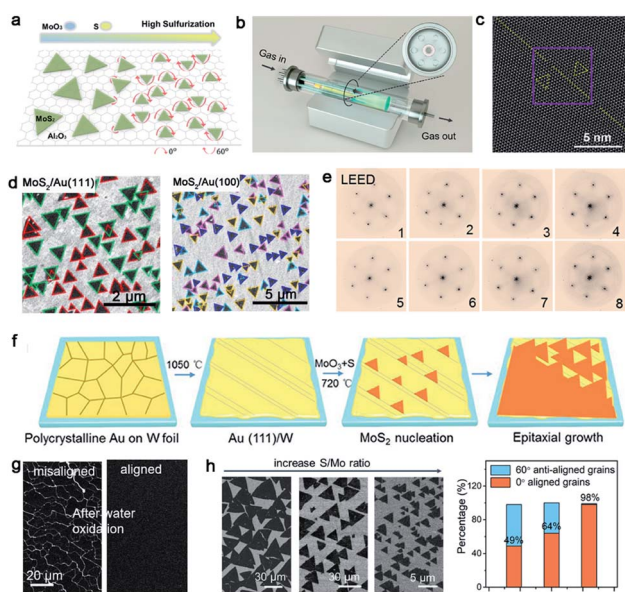 a
MoO₃ S High Sulfurization
MoS₂
Al₂O₃
0° 60°
b
Gas in
Gas out
c
5 nm
d
MoS₂/Au(111)
2 μm
MoS₂/Au(100)
5 μm
e
LEED
1 2 3 4
5 6 7 8
f
1050 ℃
MoO₃+S
720 ℃
Polycrystalline Au on W foil
Au (111)/W
MoS₂ nucleation
Epitaxial growth
g
misaligned aligned
After water
oxidation
20 μm
h
increase S/Mo ratio
30 μm
30 μm
5 μm
Percentage (%)
120
80
40
0
60° anti-aligned grains
0° aligned grains
49%
64%
98%